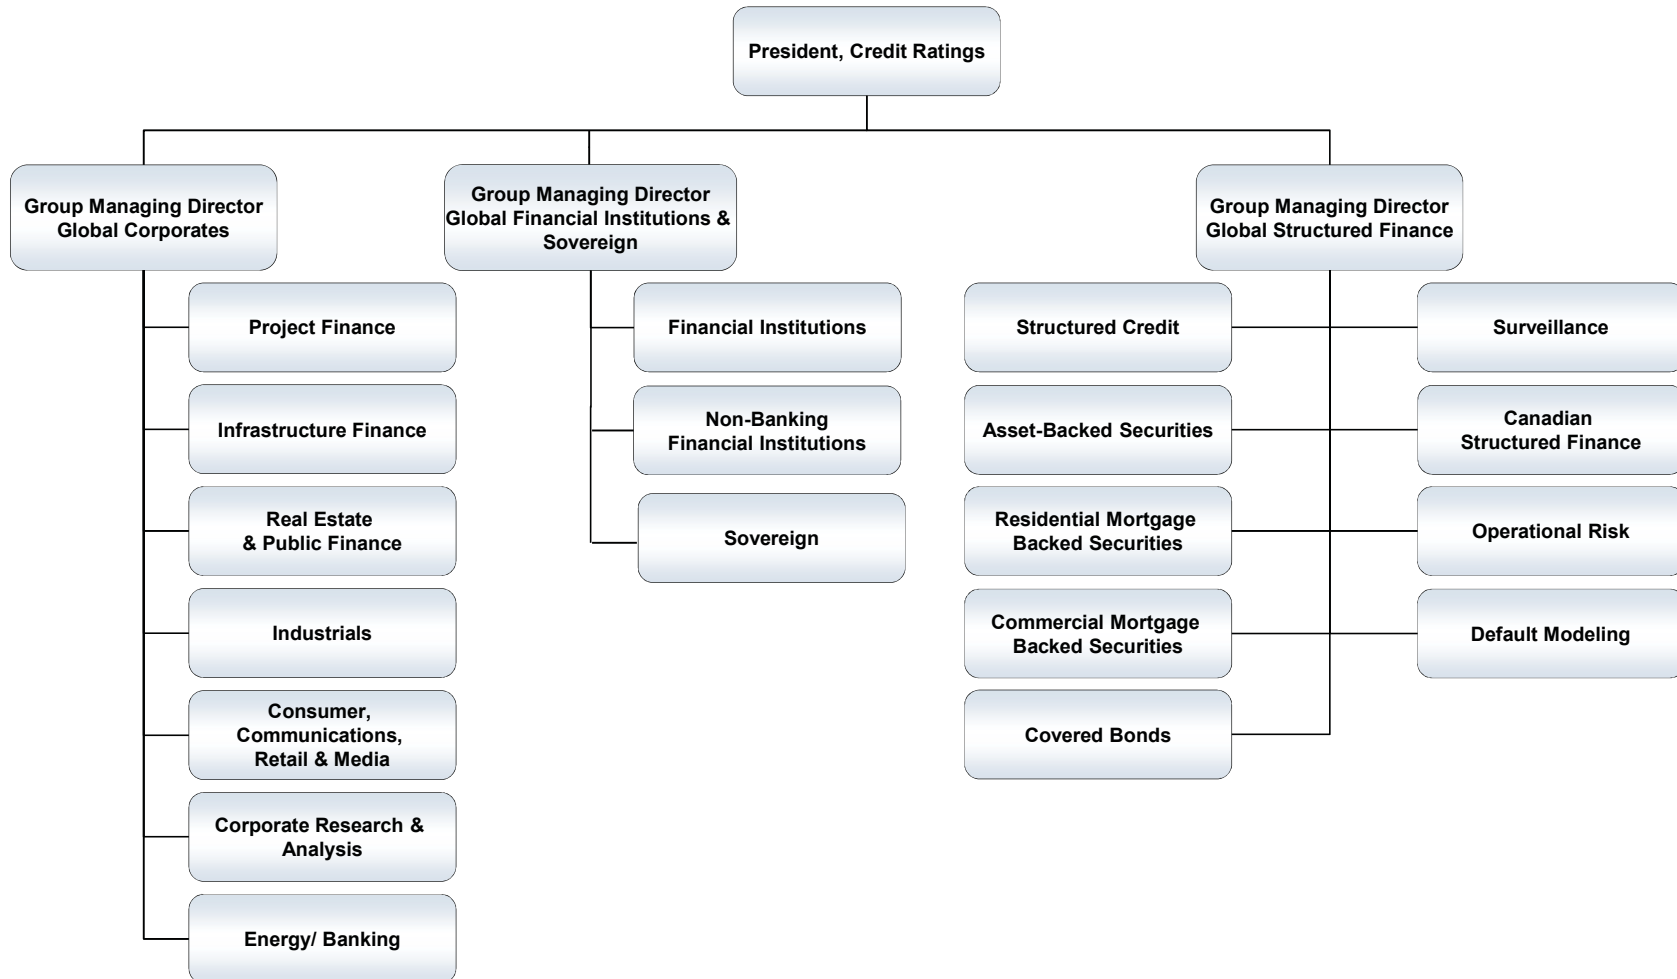 President, Credit Ratings
Group Managing Director
Global Corporates
Group Managing Director
Global Financial Institutions &
Sovereign
Group Managing Director
Global Structured Finance
Project Finance
Infrastructure Finance
Real Estate
& Public Finance
Industrials
Consumer,
Communications,
Retail & Media
Corporate Research &
Analysis
Energy/ Banking
Financial Institutions
Non-Banking
Financial Institutions
Sovereign
Structured Credit
Asset-Backed Securities
Residential Mortgage
Backed Securities
Commercial Mortgage
Backed Securities
Covered Bonds
Surveillance
Canadian
Structured Finance
Operational Risk
Default Modeling